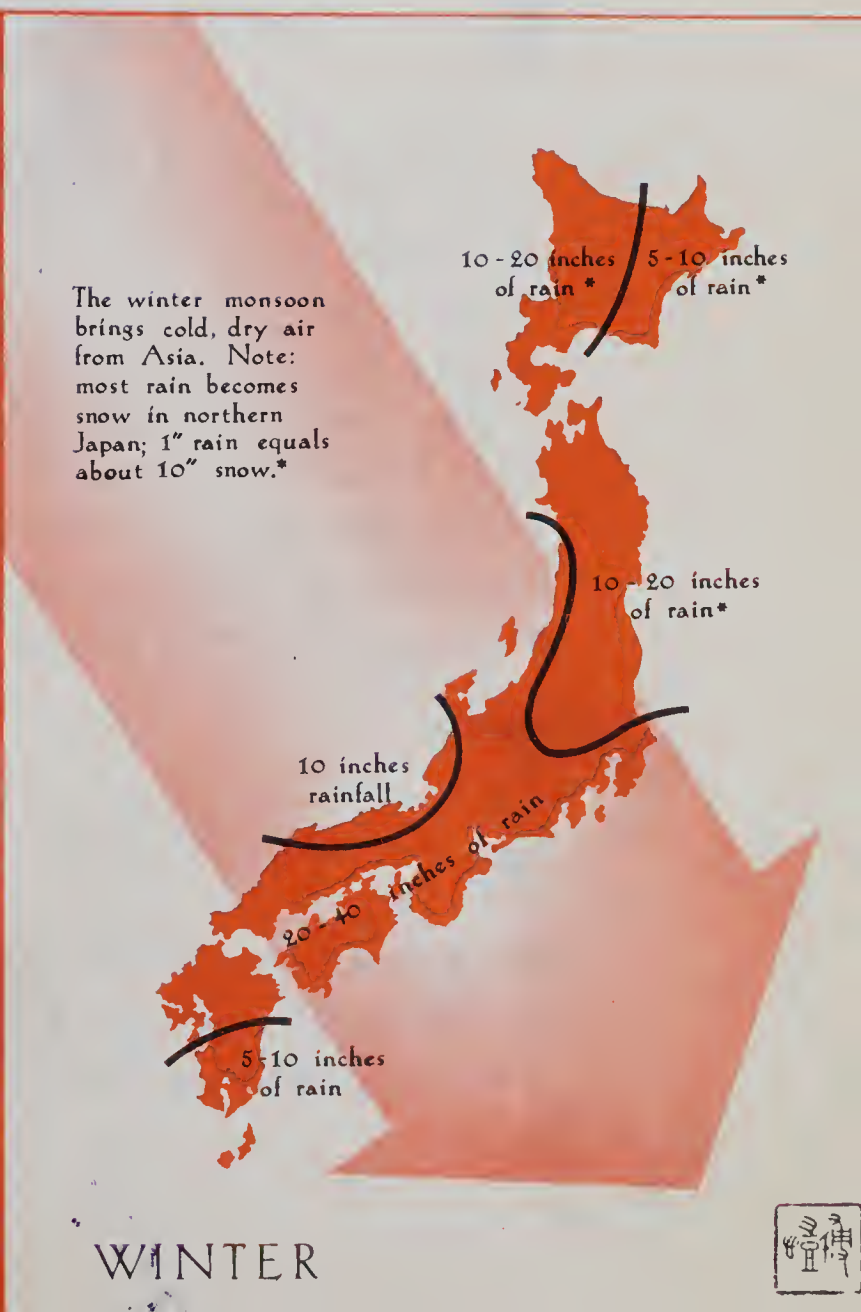 10-20 inches
of rain*
5-10 inches
of rain*
The winter monsoon
brings cold, dry air
from Asia. Note:
most rain becomes
snow in northern
Japan; 1" rain equals
about 10" snow.*
10-20 inches
of rain*
10 inches
rainfall
20-40 inches of rain
5-10 inches
of rain
WINTER